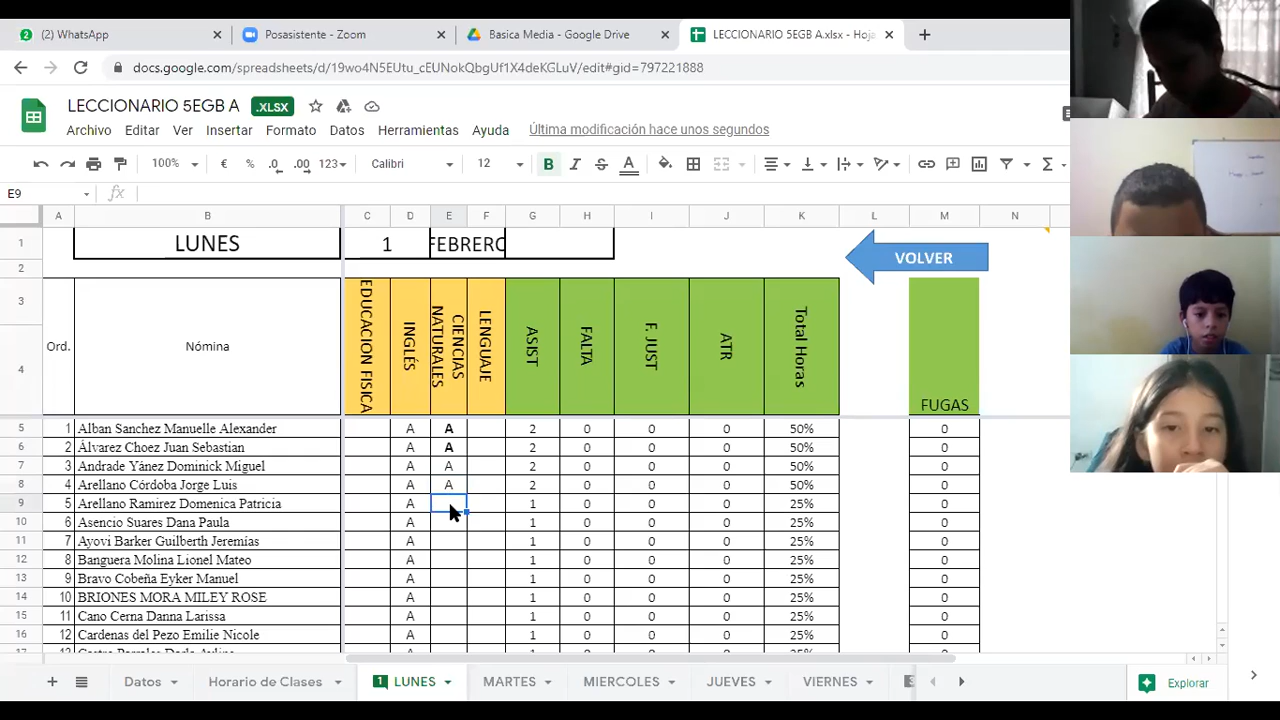 WhatsApp
Posasistente - Zoom
Basica Media - Google Drive
LECCIONARIO 5EGB A.xlsx - Hoja
docs.google.com/spreadsheets/d/19wo4N5EUtu_cEUNokQbgUf1X4deKGLuV/edit#gid=797221888
LECCIONARIO 5EGB A .XLSX
Archivo Editar Ver Insertar Formato Datos Herramientas Ayuda Última modificación hace unos segundos
100% € % .0 .00 123 Calibri 12 B I S A Σ
E9 fx
A B C D E F G H I J K L M N
1 LUNES 1 FEBRERO VOLVER
2
3 Ord. Nómina EDUCACION FISICA INGLÉS CIENCIAS NATURALES LENGUAJE ASIST FALTA F. JUST ATR Total Horas
4 FUGAS
5 1 Alban Sanchez Manuelle Alexander A A 2 0 0 0 50% 0
6 2 Álvarez Choez Juan Sebastian A A 2 0 0 0 50% 0
7 3 Andrade Yánez Dominick Miguel A A 2 0 0 0 50% 0
8 4 Arellano Córdoba Jorge Luis A A 2 0 0 0 50% 0
9 5 Arellano Ramirez Domenica Patricia A 1 0 0 0 25% 0
10 6 Asencio Suares Dana Paula A 1 0 0 0 25% 0
11 7 Ayovi Barker Guilberth Jeremías A 1 0 0 0 25% 0
12 8 Banguera Molina Lionel Mateo A 1 0 0 0 25% 0
13 9 Bravo Cobeña Eyker Manuel A 1 0 0 0 25% 0
14 10 BRIONES MORA MILEY ROSE A 1 0 0 0 25% 0
15 11 Cano Cerna Danna Larissa A 1 0 0 0 25% 0
16 12 Cardenas del Pezo Emilie Nicole A 1 0 0 0 25% 0
Datos Horario de Clases 1 LUNES MARTES MIERCOLES JUEVES VIERNES Explorar